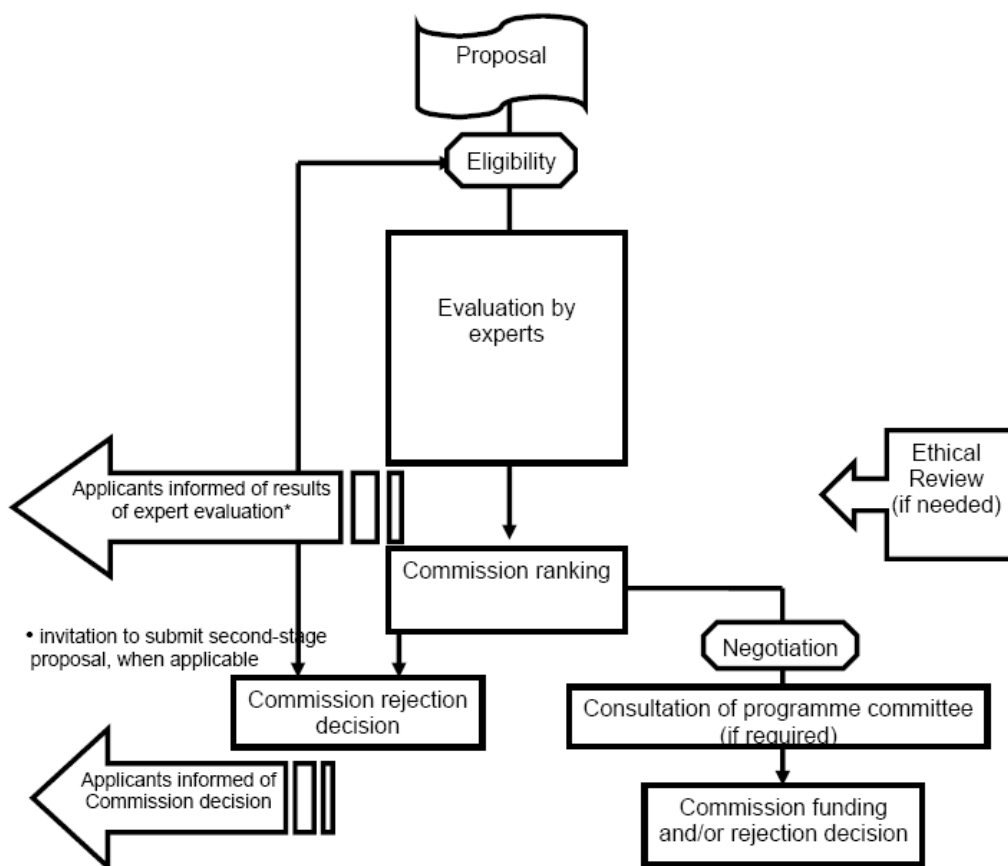 Proposal
Eligibility
Evaluation by
experts
Applicants informed of results
of expert evaluation*
Ethical
Review
(if needed)
Commission ranking
• invitation to submit second-stage
proposal, when applicable
Negotiation
Commission rejection
decision
Consultation of programme committee
(if required)
Applicants informed of
Commission decision
Commission funding
and/or rejection decision